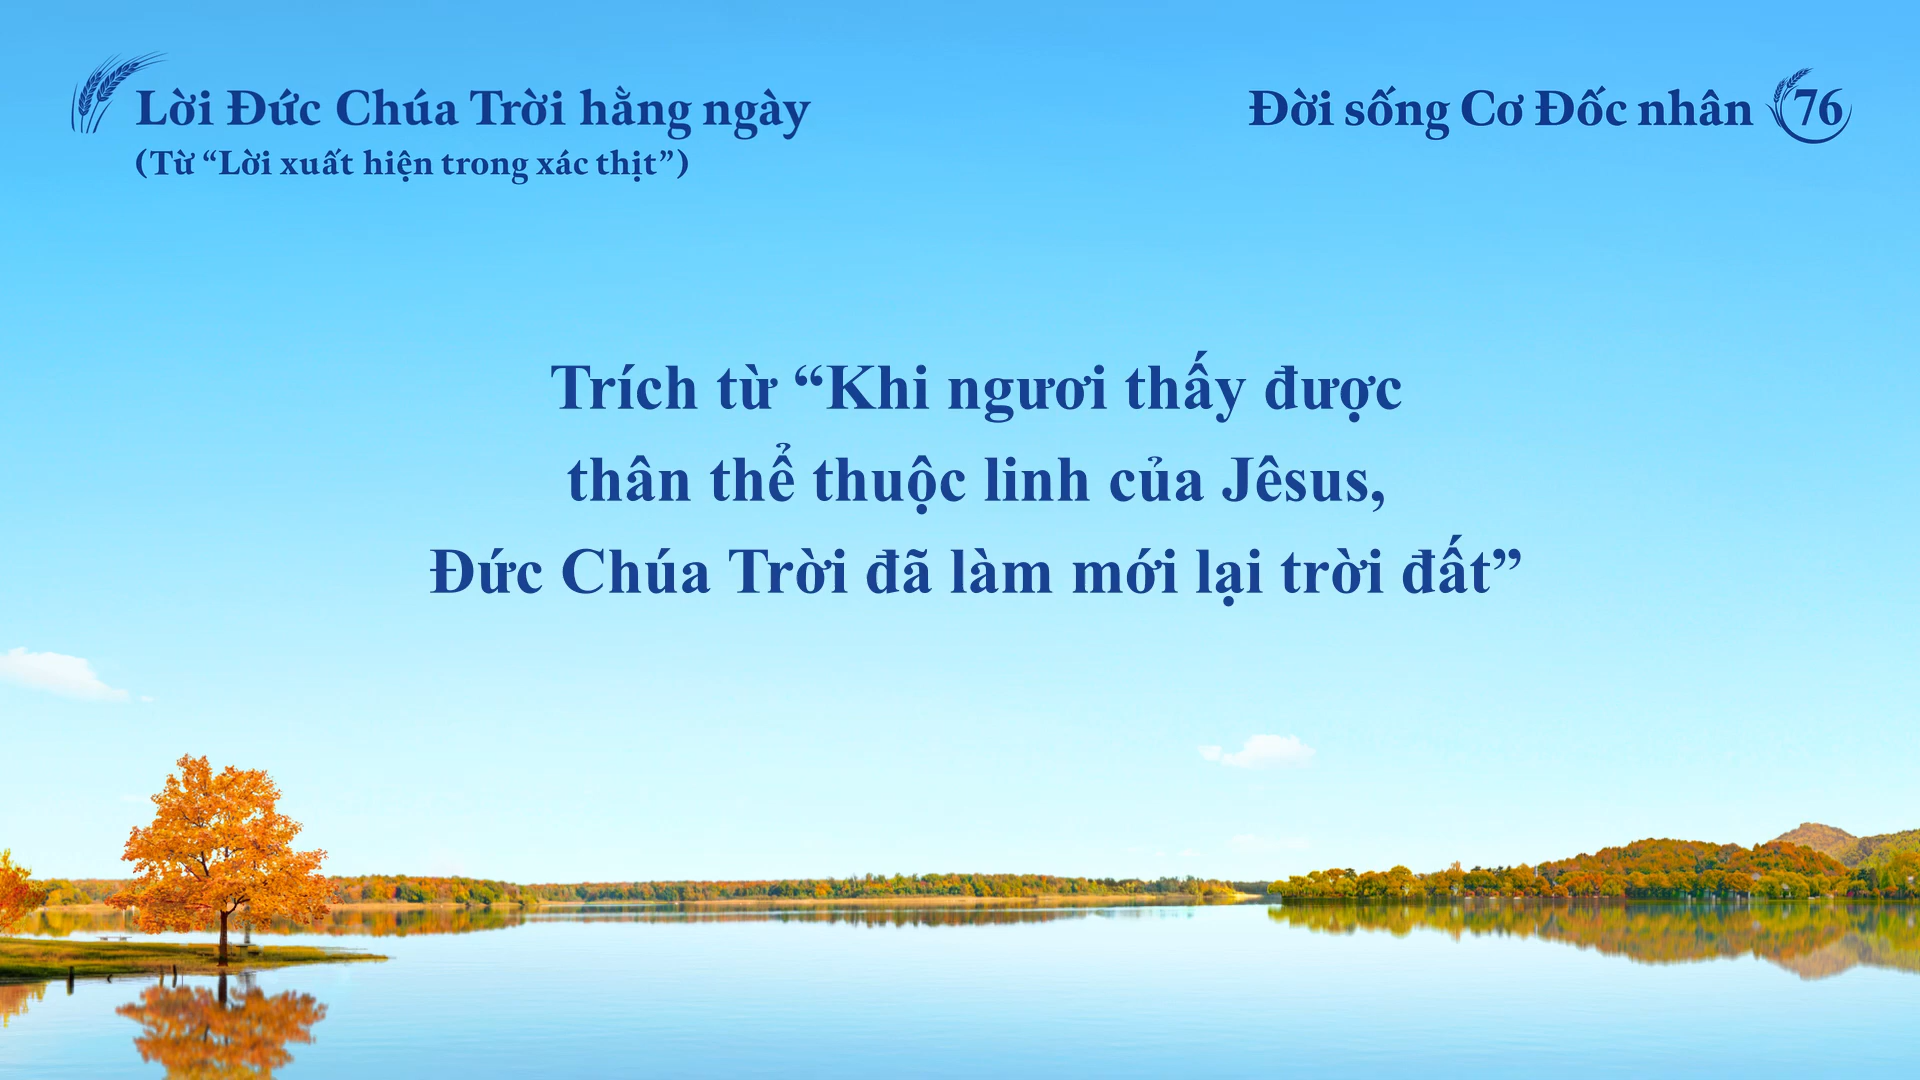 Lời Đức Chúa Trời hằng ngày
(Từ “Lời xuất hiện trong xác thịt”)
Đời sống Cơ Đốc nhân 76
Trích từ “Khi ngươi thấy được
thân thể thuộc linh của Jêsus,
Đức Chúa Trời đã làm mới lại trời đất”